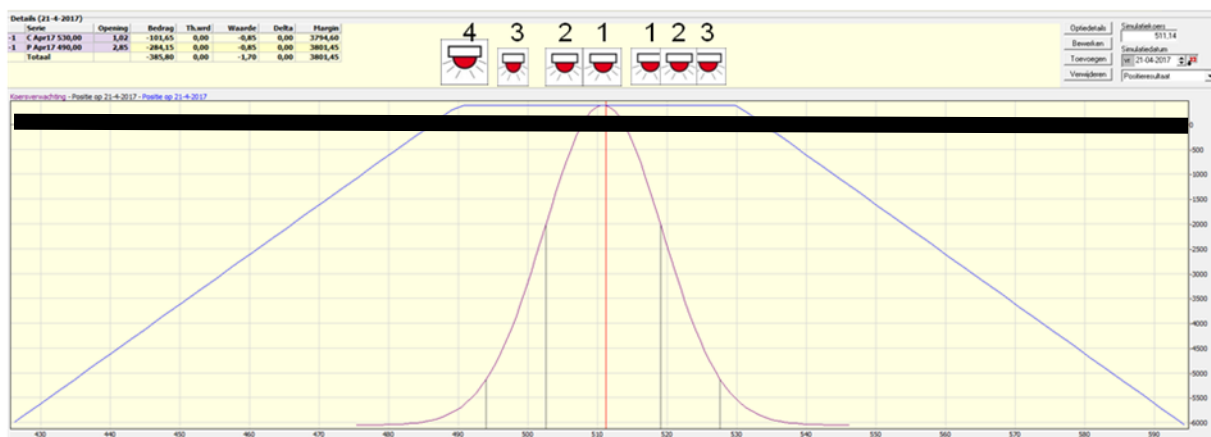 Details (21-4-2017)
Serie Opening Bedrag Th.wrd Waarde Delta Margin
-1 C Apr17 530,00 1,02 -101,65 0,00 -0,85 0,00 3794,60
-1 P Apr17 490,00 2,85 -284,15 0,00 -0,85 0,00 3801,45
Totaal -385,80 0,00 -1,70 0,00 3801,45
4 3 2 1 1 2 3
Optiedetails
Bewerken
Toevoegen
Verwijderen
Simulatiekoers
511,14
Simulatiedatum
vr 21-04-2017
Positieresultaat
Koersverwachting - Positie op 21-4-2017 - Positie op 21-4-2017
0
-500
-1000
-1500
-2000
-2500
-3000
-3500
-4000
-4500
-5000
-5500
-6000
430 440 450 460 470 480 490 500 510 520 530 540 550 560 570 580 590